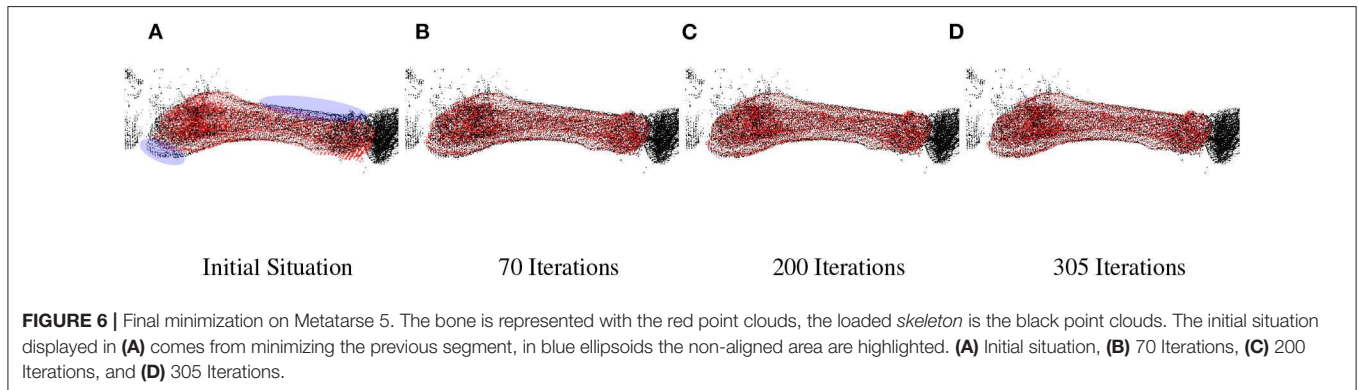 A
B
C
D
Initial Situation
70 Iterations
200 Iterations
305 Iterations
FIGURE 6 | Final minimization on Metatarse 5. The bone is represented with the red point clouds, the loaded skeleton is the black point clouds. The initial situation
displayed in (A) comes from minimizing the previous segment, in blue ellipsoids the non-aligned area are highlighted. (A) Initial situation, (B) 70 Iterations, (C) 200
Iterations, and (D) 305 Iterations.